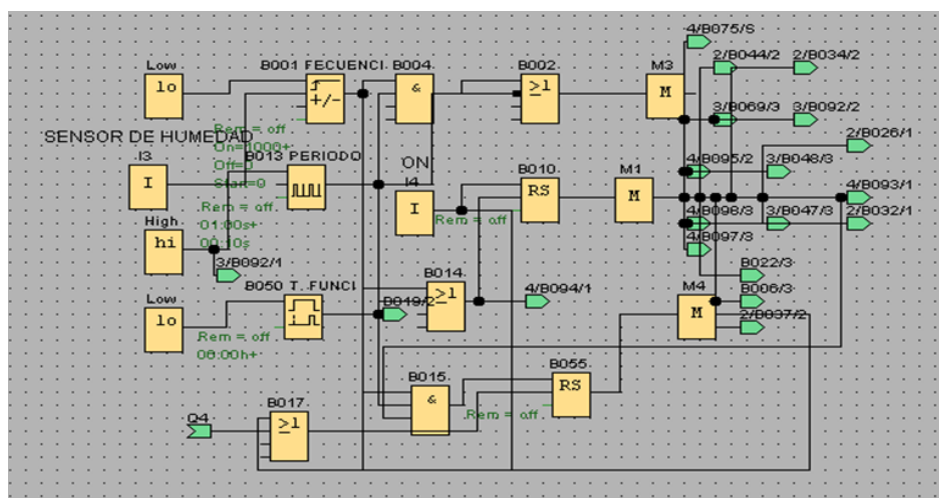 4/B075/S
Low
B001 FECUENCI
B004
B002
M3
2/B044/2
2/B034/2
lo
+/-
&
≥1
M
Rem = off
On=1000+
Off=0
Start=0
3/B069/3
3/B092/2
SENSOR DE HUMEDAD
2/B026/1
I3
B013 PERIODO
ON
I4
B010
M1
4/B095/2
3/B048/3
I
I
RS
M
4/B093/1
High
Rem = off
01:00s+
00:10s
Rem = off
hi
4/B096/3
3/B047/3
2/B032/1
4/B097/3
3/B092/1
B014
B022/3
Low
B050 T. FUNCI
B019/2
≥1
4/B094/1
M4
B006/3
lo
M
2/B037/2
Rem = off
08:00h+
B015
B055
&
RS
B017
Rem = off
Q4
≥1